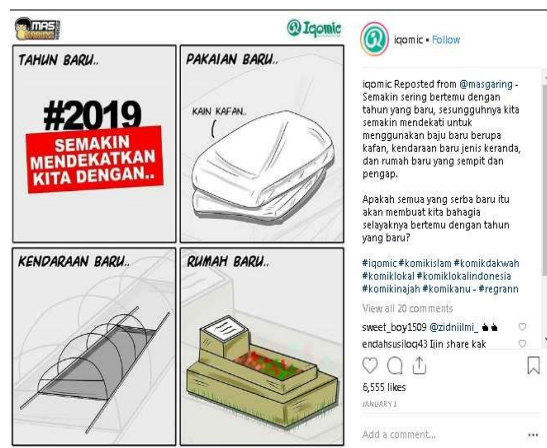 MAS
GARING
Iqomic
TAHUN BARU..
#2019
SEMAKIN
MENDEKATKAN
KITA DENGAN..
PAKAIAN BARU..
KAIN KAFAN..
KENDARAAN BARU..
RUMAH BARU..
iqomic • Follow
iqomic Reposted from @masgaring -
Semakin sering bertemu dengan
tahun yang baru, sesungguhnya kita
semakin mendekati untuk
menggunakan baju baru berupa
kafan, kendaraan baru jenis keranda,
dan rumah baru yang sempit dan
pengap.
Apakah semua yang serba baru itu
akan membuat kita bahagia
selayaknya bertemu dengan tahun
yang baru?
#iqomic #komikislam #komikdakwah
#komiklokal #komiklokalindonesia
#komikinajah #komikanu - #regrann
View all 20 comments
sweet_boy1509 @zidniilmi_
endahsusilog43 Ijin share kak
6,555 likes
JANUARY 1
Add a comment...